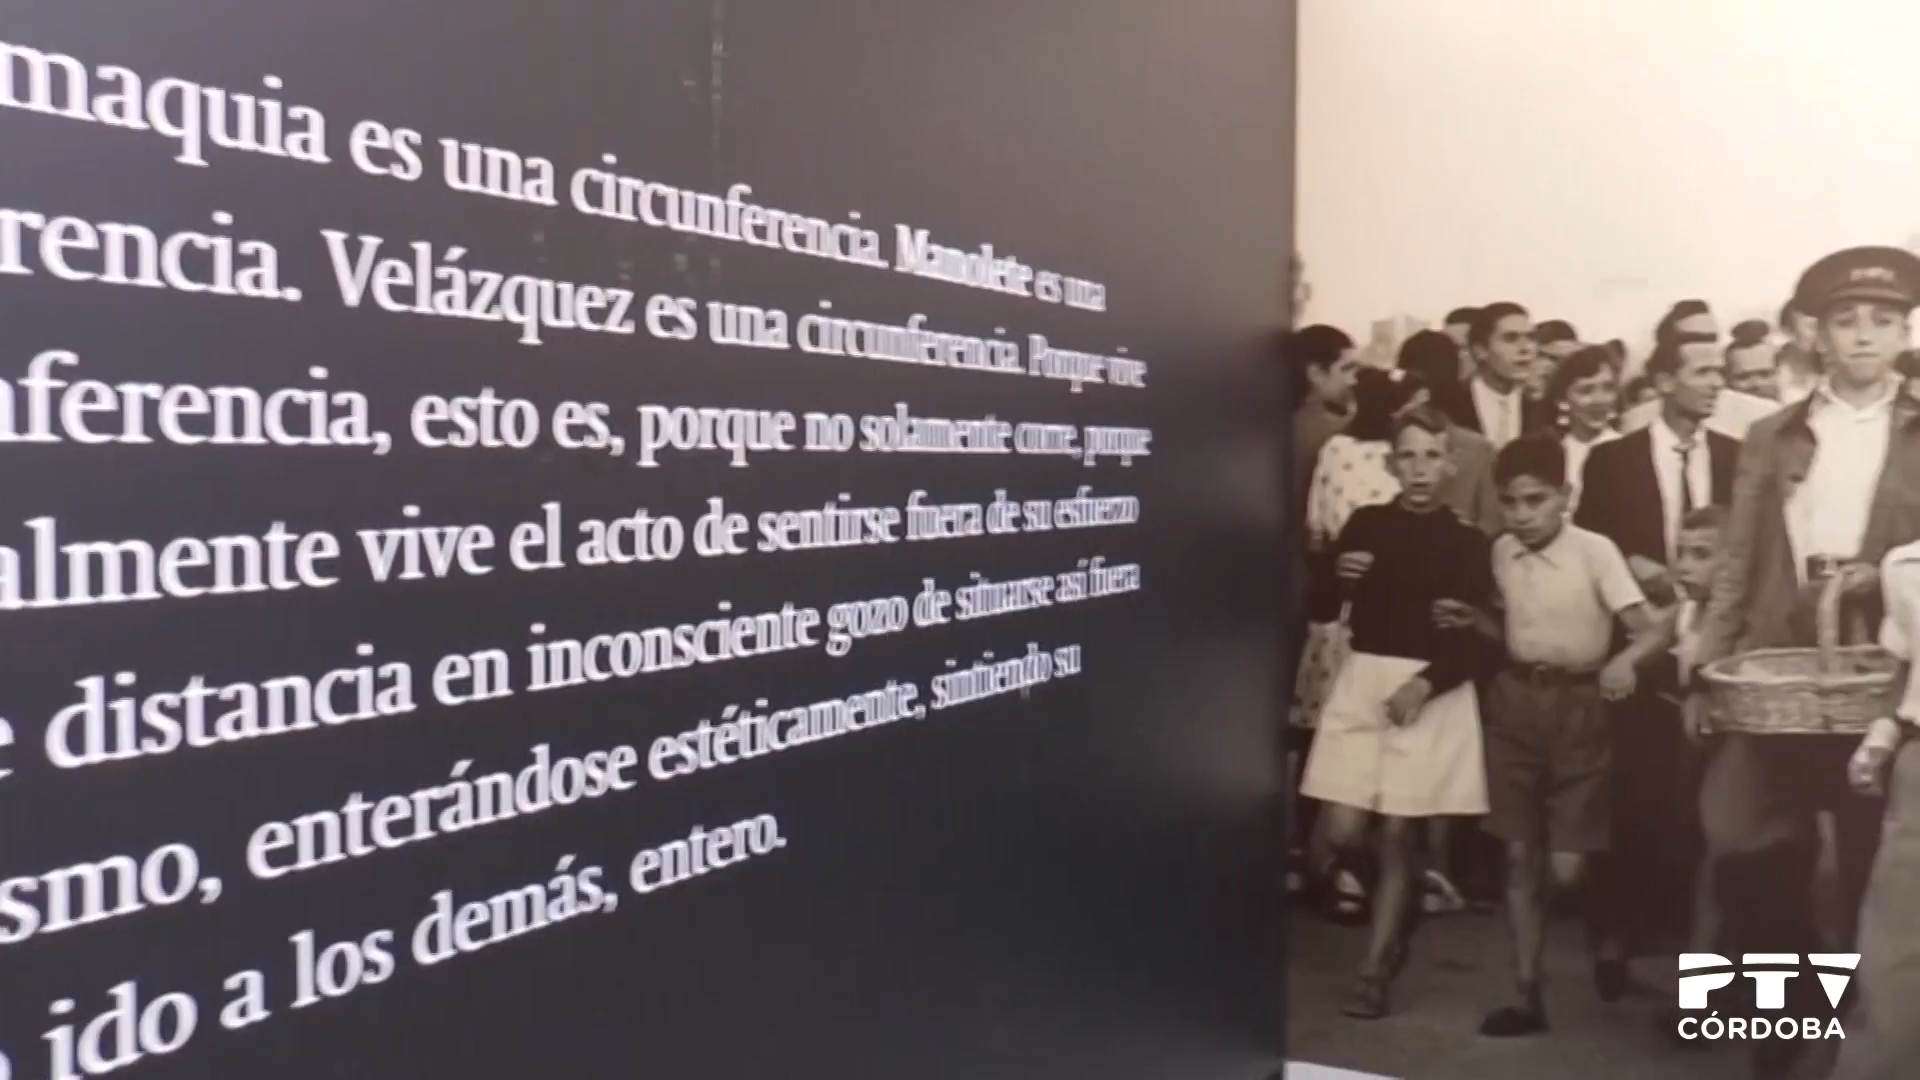 maquia es una circunferencia. Manolete es una
rencia. Velázquez es una circunferencia. Porque vive
nferencia, esto es, porque no solamente corre, porque
almente vive el acto de sentirse fuera de su esfuerzo
e distancia en inconsciente gozo de situarse así fuera
smo, enterándose estéticamente, sintiendo su
ido a los demás, entero.
PTV
CÓRDOBA